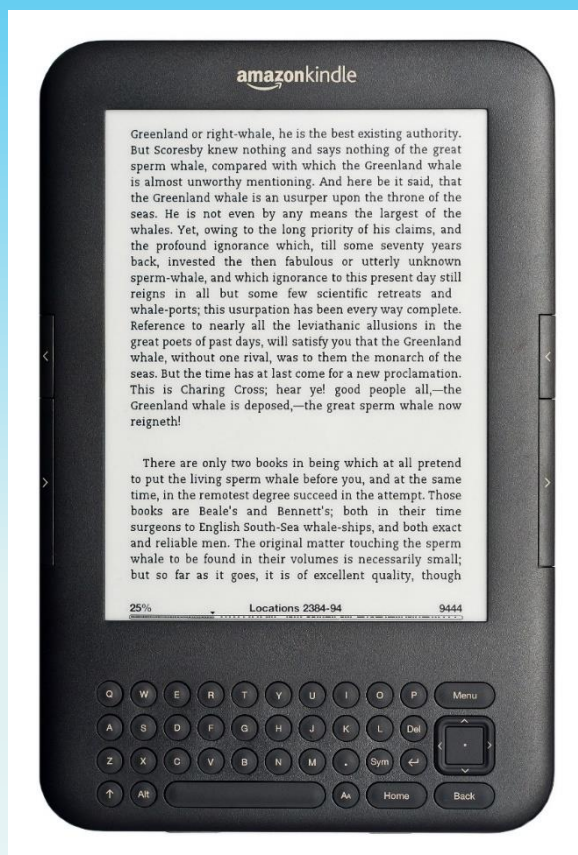 amazonkindle
Greenland or right-whale, he is the best existing authority.
But Scoresby knew nothing and says nothing of the great
sperm whale, compared with which the Greenland whale
is almost unworthy mentioning. And here be it said, that
the Greenland whale is an usurper upon the throne of the
seas. He is not even by any means the largest of the
whales. Yet, owing to the long priority of his claims, and
the profound ignorance which, till some seventy years
back, invested the then fabulous or utterly unknown
sperm-whale, and which ignorance to this present day still
reigns in all but some few scientific retreats and
whale-ports; this usurpation has been every way complete.
Reference to nearly all the leviathanic allusions in the
great poets of past days, will satisfy you that the Greenland
whale, without one rival, was to them the monarch of the
seas. But the time has at last come for a new proclamation.
This is Charing Cross; hear ye! good people all,—the
Greenland whale is deposed,—the great sperm whale now
reigneth!
There are only two books in being which at all pretend
to put the living sperm whale before you, and at the same
time, in the remotest degree succeed in the attempt. Those
books are Beale's and Bennett's; both in their time
surgeons to English South-Sea whale-ships, and both exact
and reliable men. The original matter touching the sperm
whale to be found in their volumes is necessarily small;
but so far as it goes, it is of excellent quality, though
25% Locations 2384-94 9444
Q W E R T Y U I O P Menu
A S D F G H J K L Del
Z X C V B N M . Sym
Alt AA Home Back